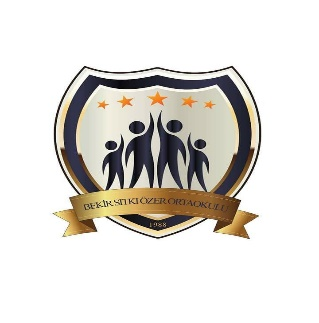 BEKİR SITKI ÖZER ORTAOKULU
1988